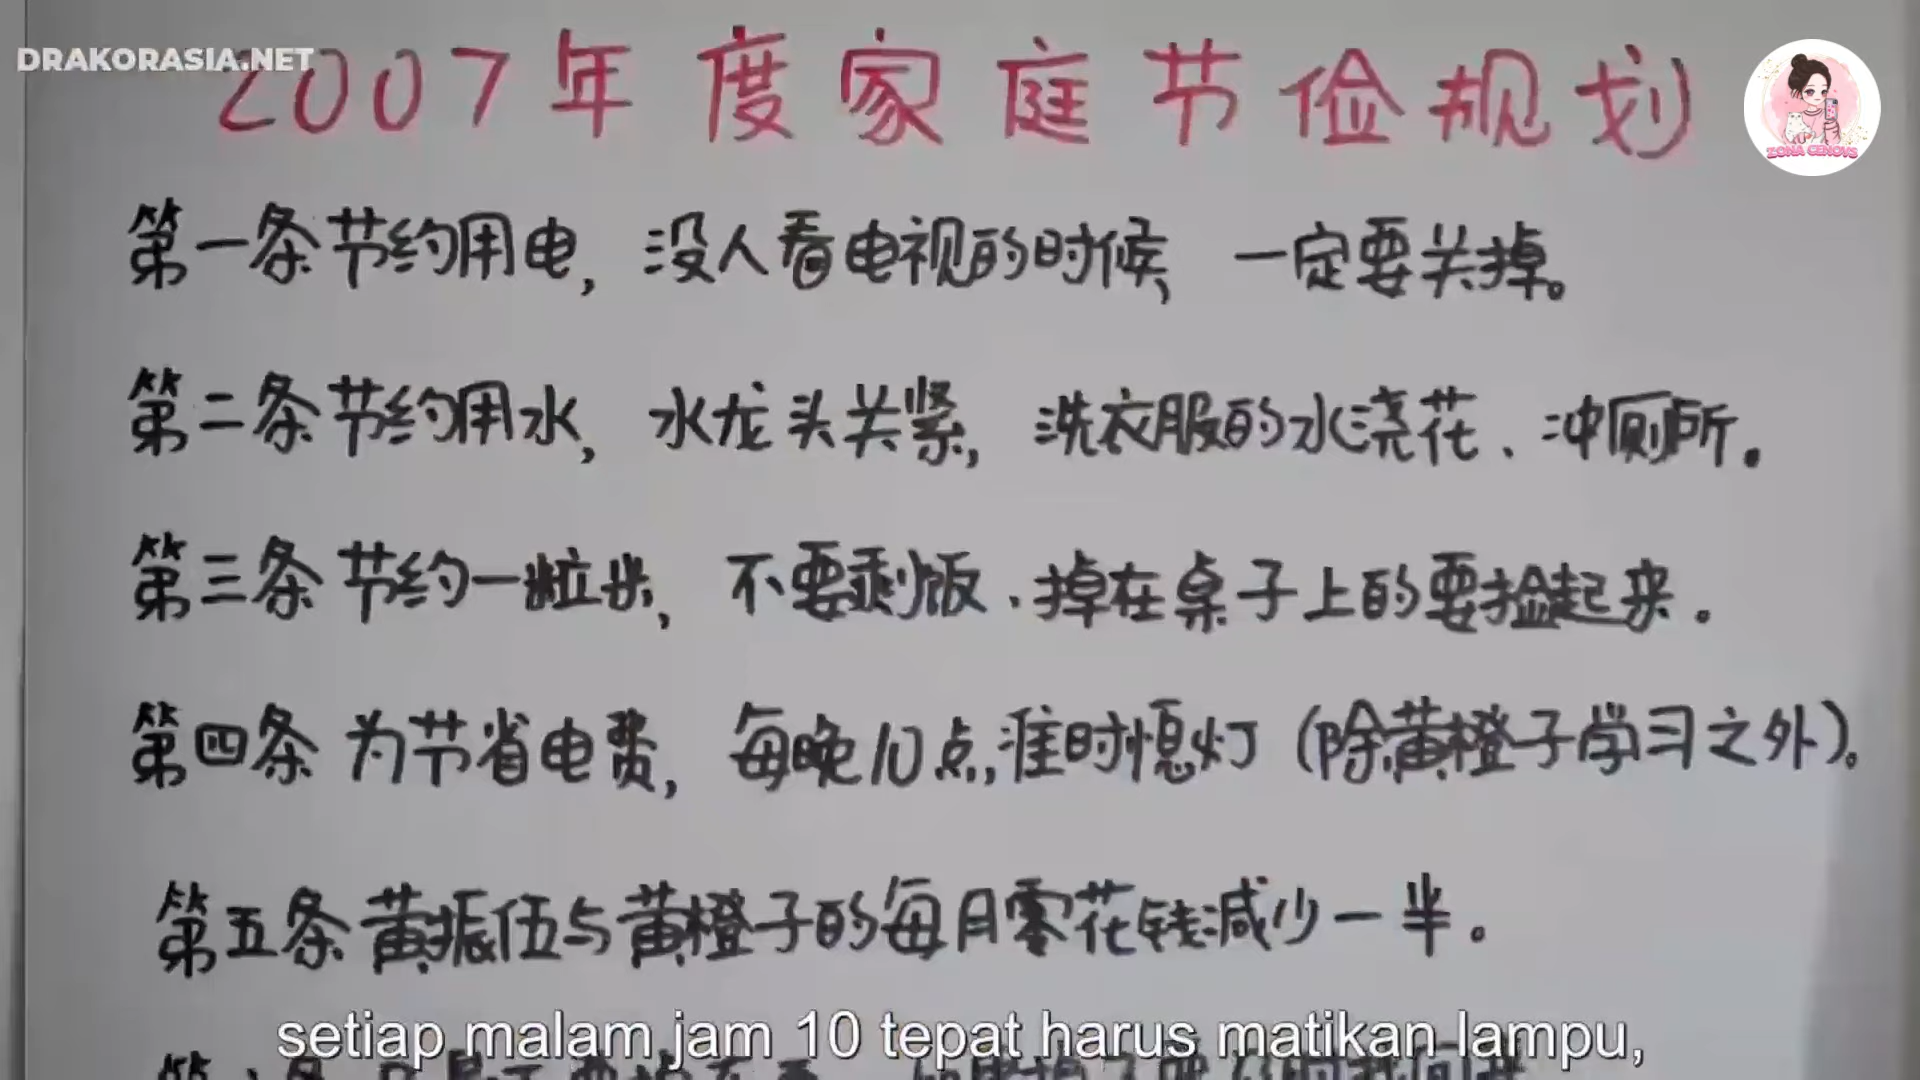 DRAKORASIA.NET
2007年度家庭节俭规划
ZONA CENOVS
第一条节约用电，没人看电视的时候，一定要关掉。
第二条节约用水，水龙头关紧，洗衣服的水浇花、冲厕所。
第三条节约一粒米，不要剩饭、掉在桌子上的要捡起来。
第四条为节省电费，每晚10点，准时熄灯（除黄橙子学习之外）。
第五条黄振伍与黄橙子的每月零花钱减少一半。
setiap malam jam 10 tepat harus matikan lampu,